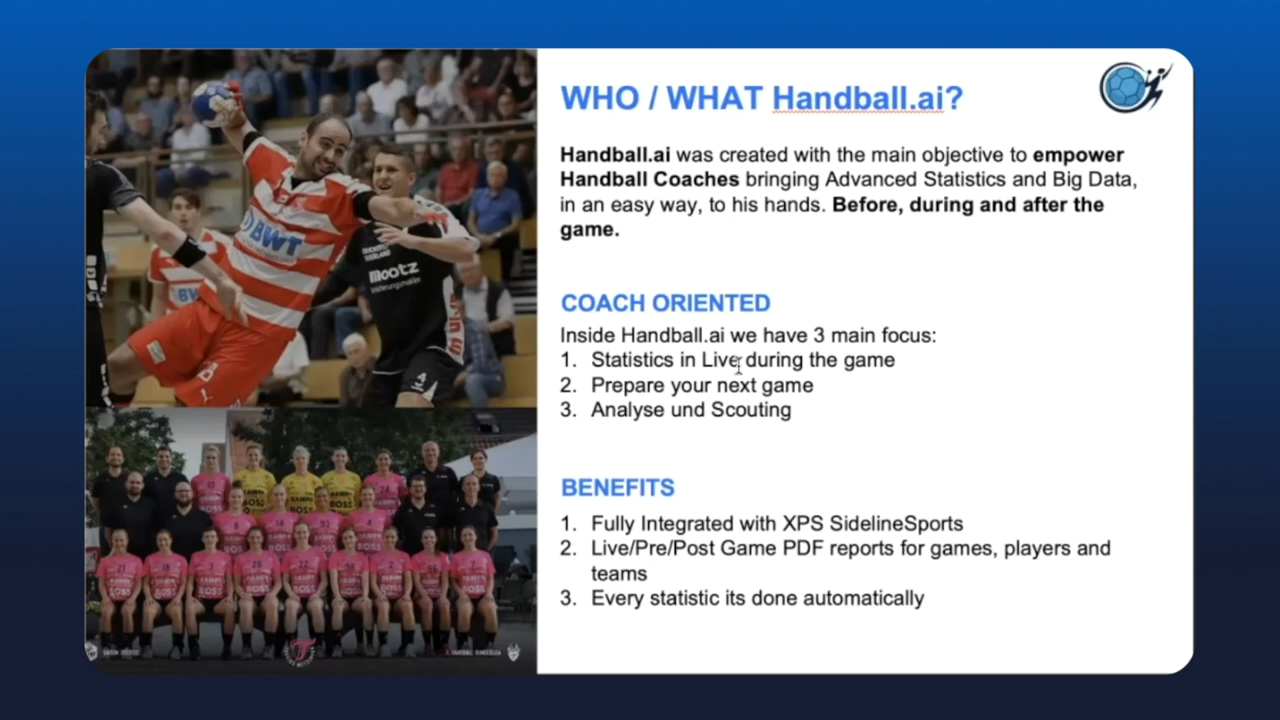 WHO / WHAT Handball.ai?
Handball.ai was created with the main objective to empower
Handball Coaches bringing Advanced Statistics and Big Data,
in an easy way, to his hands. Before, during and after the
game.
COACH ORIENTED
Inside Handball.ai we have 3 main focus:
1. Statistics in Live during the game
2. Prepare your next game
3. Analyse und Scouting
BENEFITS
1. Fully Integrated with XPS SidelineSports
2. Live/Pre/Post Game PDF reports for games, players and
teams
3. Every statistic its done automatically
BWT
mootz
BOSS